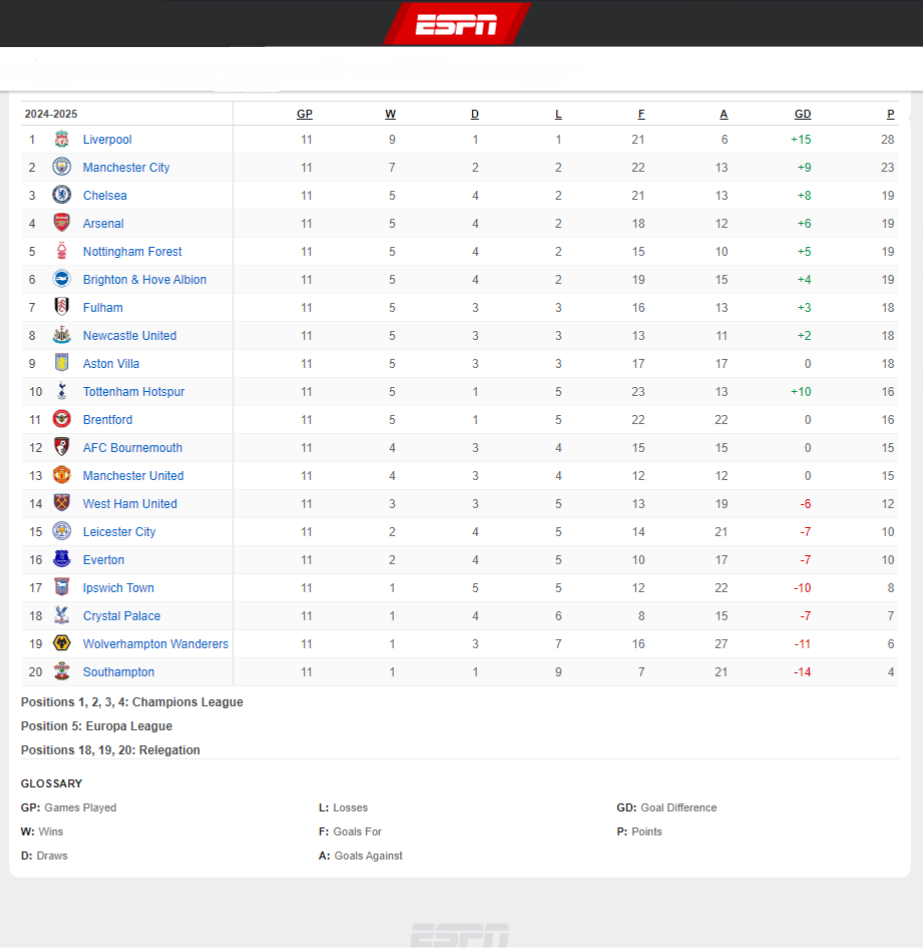 ESPN
2024-2025 GP W D L F A GD P
1 Liverpool 11 9 1 1 21 6 +15 28
2 Manchester City 11 7 2 2 22 13 +9 23
3 Chelsea 11 5 4 2 21 13 +8 19
4 Arsenal 11 5 4 2 18 12 +6 19
5 Nottingham Forest 11 5 4 2 15 10 +5 19
6 Brighton & Hove Albion 11 5 4 2 19 15 +4 19
7 Fulham 11 5 3 3 16 13 +3 18
8 Newcastle United 11 5 3 3 13 11 +2 18
9 Aston Villa 11 5 3 3 17 17 0 18
10 Tottenham Hotspur 11 5 1 5 23 13 +10 16
11 Brentford 11 5 1 5 22 22 0 16
12 AFC Bournemouth 11 4 3 4 15 15 0 15
13 Manchester United 11 4 3 4 12 12 0 15
14 West Ham United 11 3 3 5 13 19 -6 12
15 Leicester City 11 2 4 5 14 21 -7 10
16 Everton 11 2 4 5 10 17 -7 10
17 Ipswich Town 11 1 5 5 12 22 -10 8
18 Crystal Palace 11 1 4 6 8 15 -7 7
19 Wolverhampton Wanderers 11 1 3 7 16 27 -11 6
20 Southampton 11 1 1 9 7 21 -14 4
Positions 1, 2, 3, 4: Champions League
Position 5: Europa League
Positions 18, 19, 20: Relegation
GLOSSARY
GP: Games Played L: Losses GD: Goal Difference
W: Wins F: Goals For P: Points
D: Draws A: Goals Against
ESPN